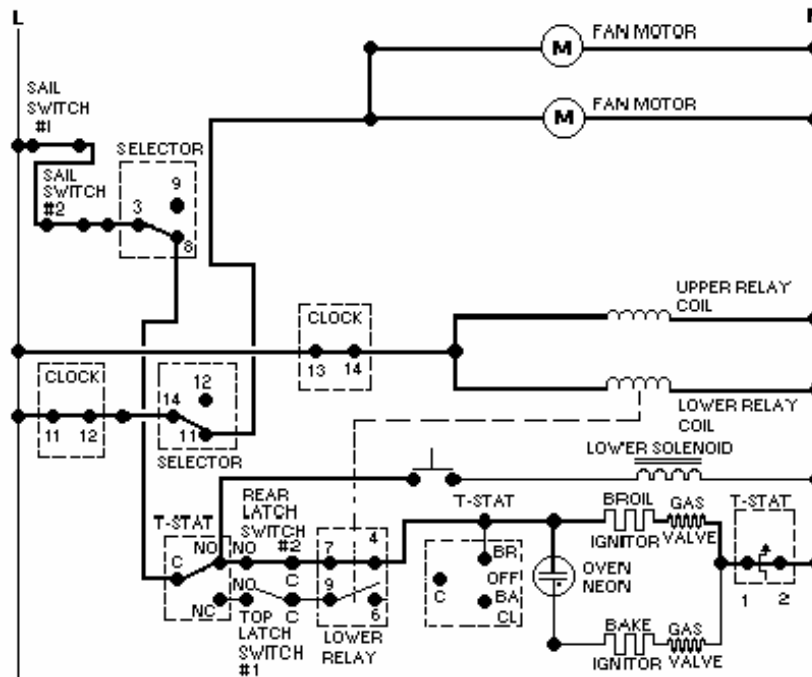 L
FAN MOTOR
M
FAN MOTOR
M
SAIL
SWITCH
#1
SELECTOR
SAIL
SWITCH
#2
9
3
8
UPPER RELAY
COIL
CLOCK
13 14
CLOCK
11 12
12
14
11
SELECTOR
LOWER RELAY
COIL
LOWER SOLENOID
T-STAT
REAR
LATCH
SWITCH
#2
T-STAT
BROIL
IGNITOR
GAS
VALVE
T-STAT
NO
NO
C
C
7
4
NC
NO
C
9
6
TOP
LATCH
SWITCH
#1
LOWER
RELAY
BR
OFF
C
BA
CL
OVEN
NEON
1 2
BAKE
IGNITOR
GAS
VALVE